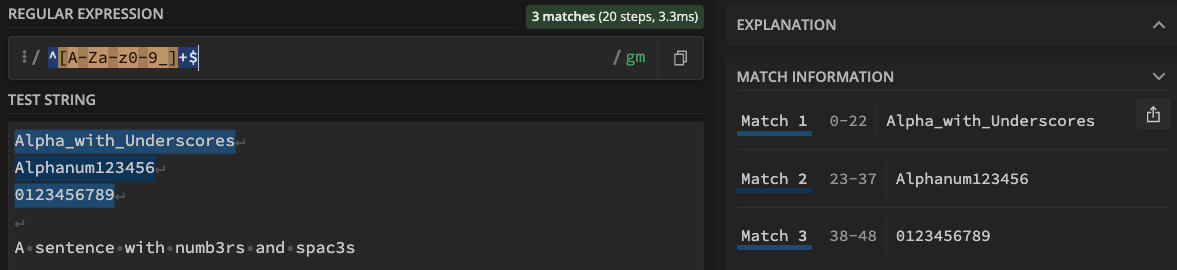 REGULAR EXPRESSION
3 matches (20 steps, 3.3ms)
/ ^[A-Za-z0-9_]+$
/ gm
TEST STRING
Alpha_with_Underscores↵
Alphanum123456↵
0123456789↵
↵
A·sentence·with·numb3rs·and·spac3s
EXPLANATION
MATCH INFORMATION
Match 1 0-22 Alpha_with_Underscores
Match 2 23-37 Alphanum123456
Match 3 38-48 0123456789